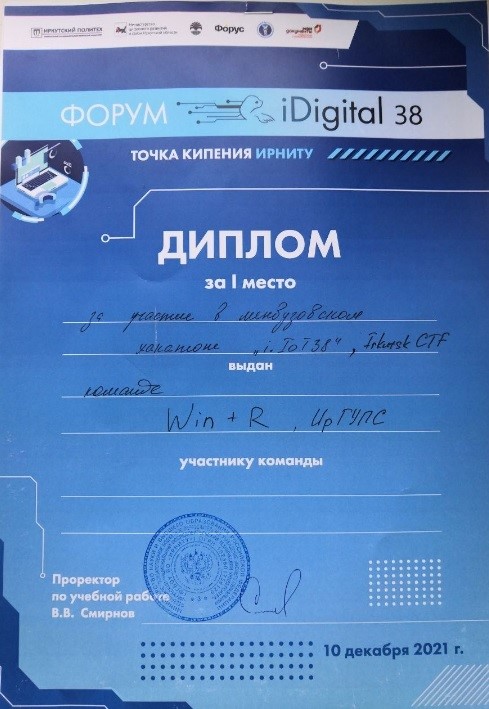 ИРКУТСКИЙ ПОЛИТЕХ
Форус
ФОРУМ iDigital 38
ТОЧКА КИПЕНИЯ ИРНИТУ
ДИПЛОМ
за I место
за участие в межвузовском
хакатоне "i.IoT38", Irkutsk CTF
выдан
команде
Win + R, ИрГУПС
участнику команды
Проректор
по учебной работе
В.В. Смирнов
10 декабря 2021 г.